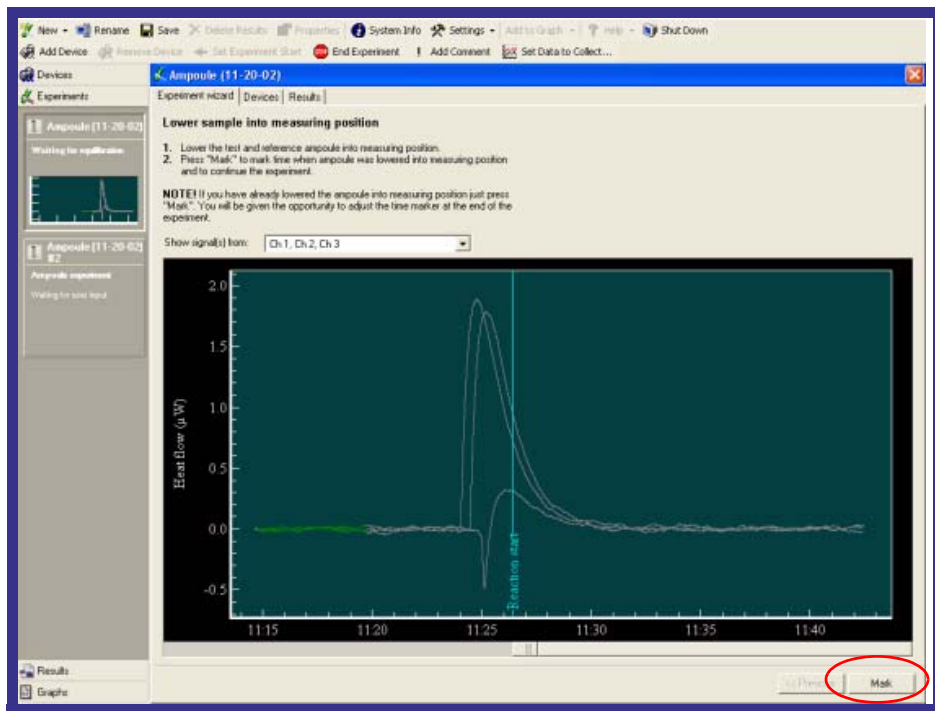 New Rename Save Delete Results Properties System Info Settings Add to Graph Help Shut Down
Add Device Remove Device Set Experiment Start End Experiment ! Add Comment Set Data to Collect...
Devices
Experiments
Ampoule (11-20-02)
Waiting for equilibration
Ampoule (11-20-02)
#2
Ampoule experiment
Waiting for user input
Results
Graphs
Ampoule (11-20-02)
Experiment wizard Devices Results
Lower sample into measuring position
1. Lower the test and reference ampoule into measuring position.
2. Press "Mark" to mark time when ampoule was lowered into measuring position
and to continue the experiment.
NOTE! If you have already lowered the ampoule into measuring position just press
"Mark". You will be given the opportunity to adjust the time marker at the end of the
experiment.
Show signal(s) from: Ch 1, Ch 2, Ch 3
Heat flow (µW)
2.0
1.5
1.0
0.5
0.0
-0.5
Reaction start
11:15 11:20 11:25 11:30 11:35 11:40
<< Previous Mark